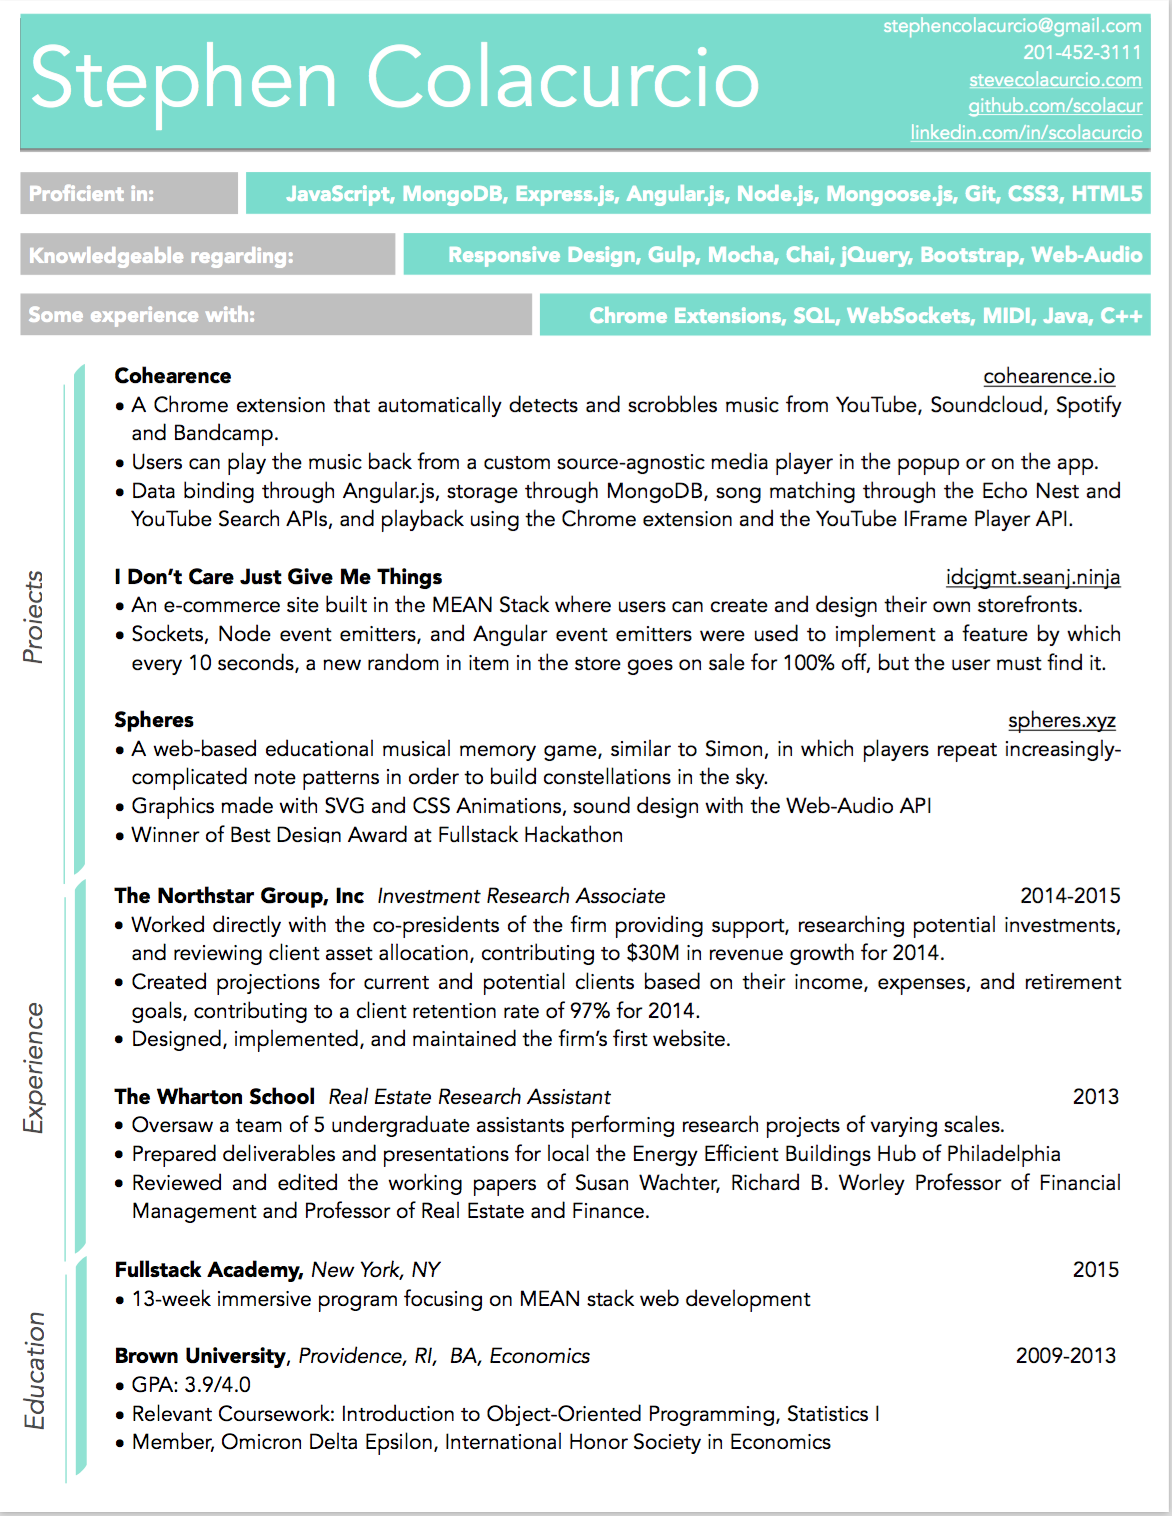 Stephen Colacurcio
stephencolacurcio@gmail.com
201-452-3111
stevecolacurcio.com
github.com/scolacur
linkedin.com/in/scolacurcio
Proficient in:
JavaScript, MongoDB, Express.js, Angular.js, Node.js, Mongoose.js, Git, CSS3, HTML5
Knowledgeable regarding:
Responsive Design, Gulp, Mocha, Chai, jQuery, Bootstrap, Web-Audio
Some experience with:
Chrome Extensions, SQL, WebSockets, MIDI, Java, C++
Projects
Cohearence cohearence.io
• A Chrome extension that automatically detects and scrobbles music from YouTube, Soundcloud, Spotify
and Bandcamp.
• Users can play the music back from a custom source-agnostic media player in the popup or on the app.
• Data binding through Angular.js, storage through MongoDB, song matching through the Echo Nest and
YouTube Search APIs, and playback using the Chrome extension and the YouTube IFrame Player API.
I Don't Care Just Give Me Things idcjgmt.seanj.ninja
• An e-commerce site built in the MEAN Stack where users can create and design their own storefronts.
• Sockets, Node event emitters, and Angular event emitters were used to implement a feature by which
every 10 seconds, a new random in item in the store goes on sale for 100% off, but the user must find it.
Spheres spheres.xyz
• A web-based educational musical memory game, similar to Simon, in which players repeat increasingly-
complicated note patterns in order to build constellations in the sky.
• Graphics made with SVG and CSS Animations, sound design with the Web-Audio API
• Winner of Best Design Award at Fullstack Hackathon
Experience
The Northstar Group, Inc Investment Research Associate 2014-2015
• Worked directly with the co-presidents of the firm providing support, researching potential investments,
and reviewing client asset allocation, contributing to $30M in revenue growth for 2014.
• Created projections for current and potential clients based on their income, expenses, and retirement
goals, contributing to a client retention rate of 97% for 2014.
• Designed, implemented, and maintained the firm's first website.
The Wharton School Real Estate Research Assistant 2013
• Oversaw a team of 5 undergraduate assistants performing research projects of varying scales.
• Prepared deliverables and presentations for local the Energy Efficient Buildings Hub of Philadelphia
• Reviewed and edited the working papers of Susan Wachter, Richard B. Worley Professor of Financial
Management and Professor of Real Estate and Finance.
Education
Fullstack Academy, New York, NY 2015
• 13-week immersive program focusing on MEAN stack web development
Brown University, Providence, RI, BA, Economics 2009-2013
• GPA: 3.9/4.0
• Relevant Coursework: Introduction to Object-Oriented Programming, Statistics I
• Member, Omicron Delta Epsilon, International Honor Society in Economics